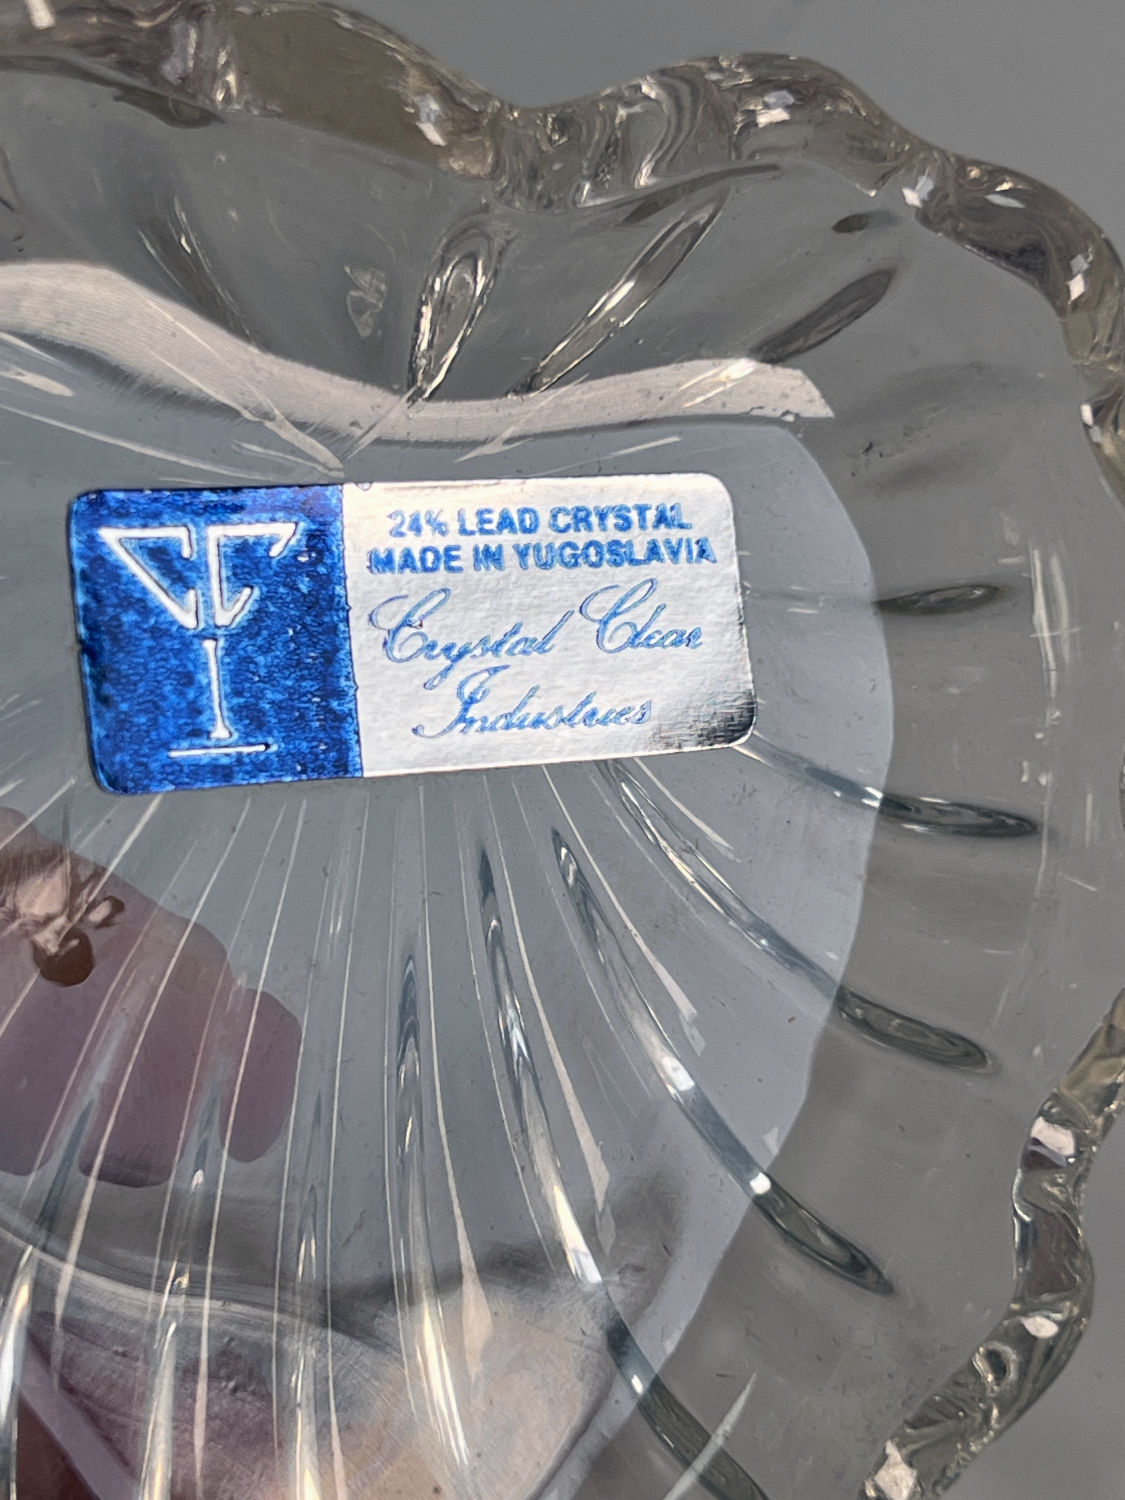 24% LEAD CRYSTAL
MADE IN YUGOSLAVIA
Crystal Clear
Industries